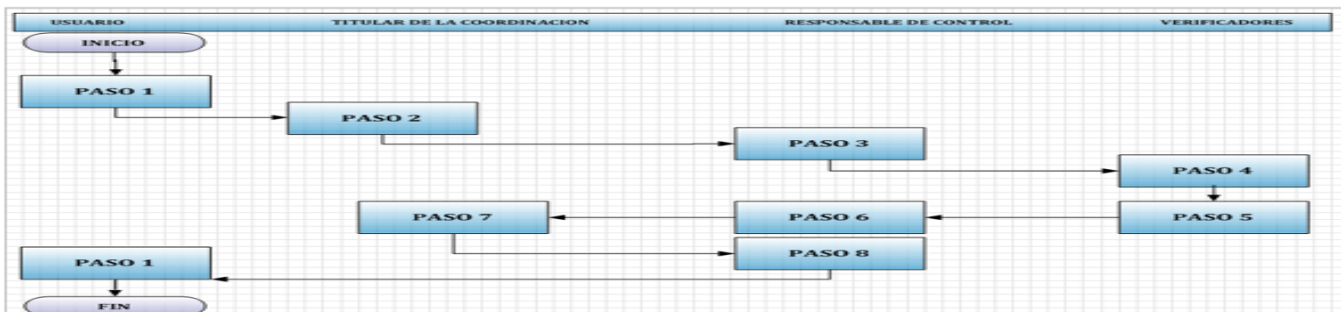 USUARIO TITULAR DE LA COORDINACION RESPONSABLE DE CONTROL VERIFICADORES
INICIO
PASO 1
PASO 2
PASO 3
PASO 4
PASO 7 PASO 6 PASO 5
PASO 8
PASO 1
FIN